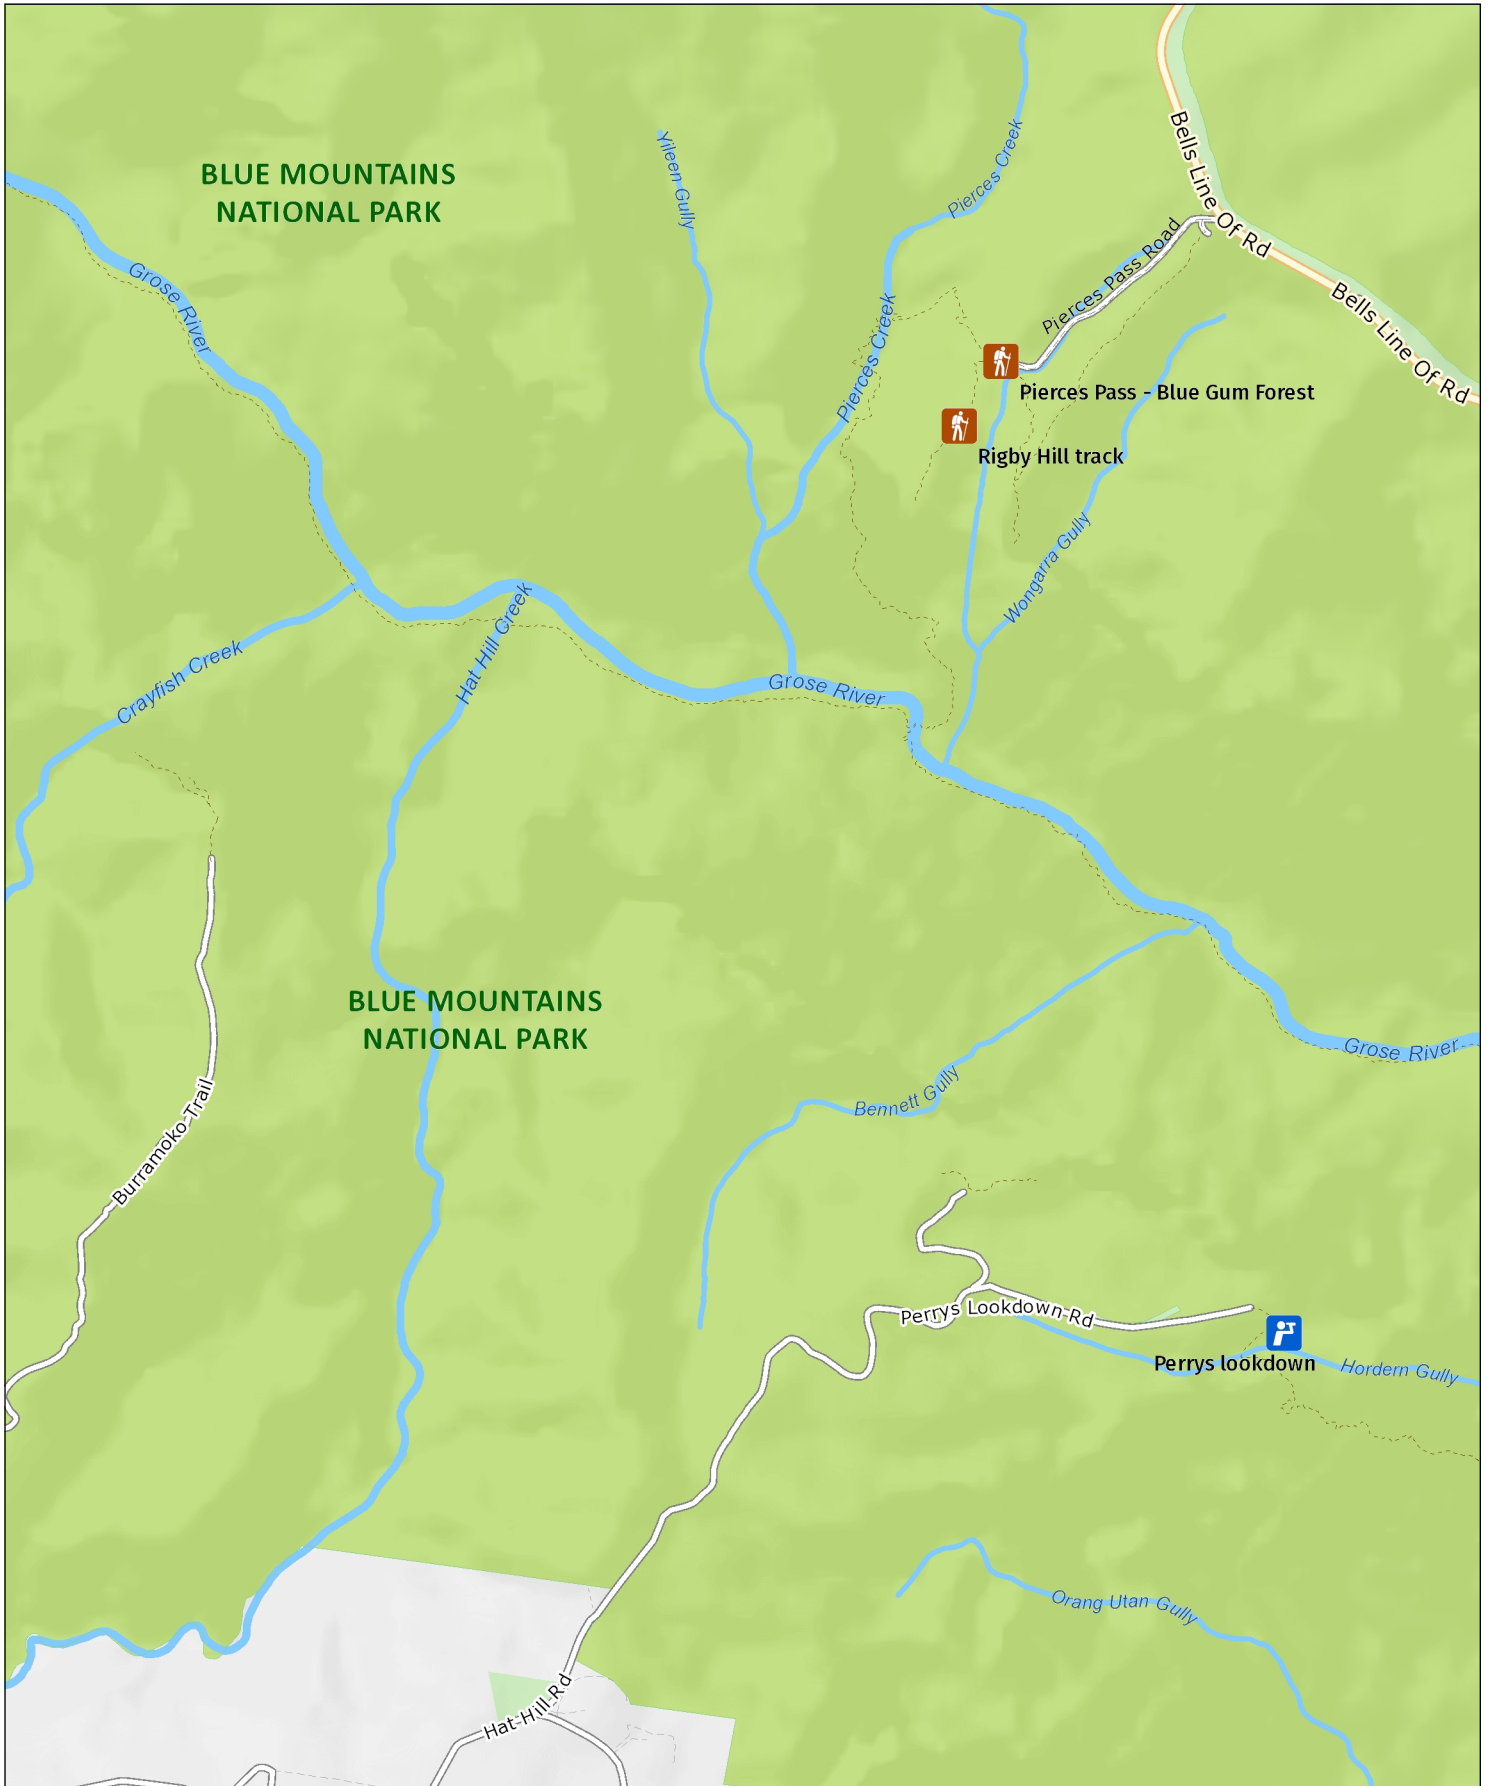 Pierces Creek
Bells Line Of Rd
Yileen Gully
BLUE MOUNTAINS
NATIONAL PARK
Pierces Pass Road
Grose River
Bells Line Of Rd
Pierces Creek
Pierces Pass - Blue Gum Forest
Rigby Hill track
Wongarra Gully
Hat Hill Creek
Crayfish Creek
Grose River
BLUE MOUNTAINS
NATIONAL PARK
Grose River
Bennett Gully
Burramoko Trail
Perrys Lookdown Rd
Perrys lookdown
Hordern Gully
Orang Utan Gully
Hat Hill Rd